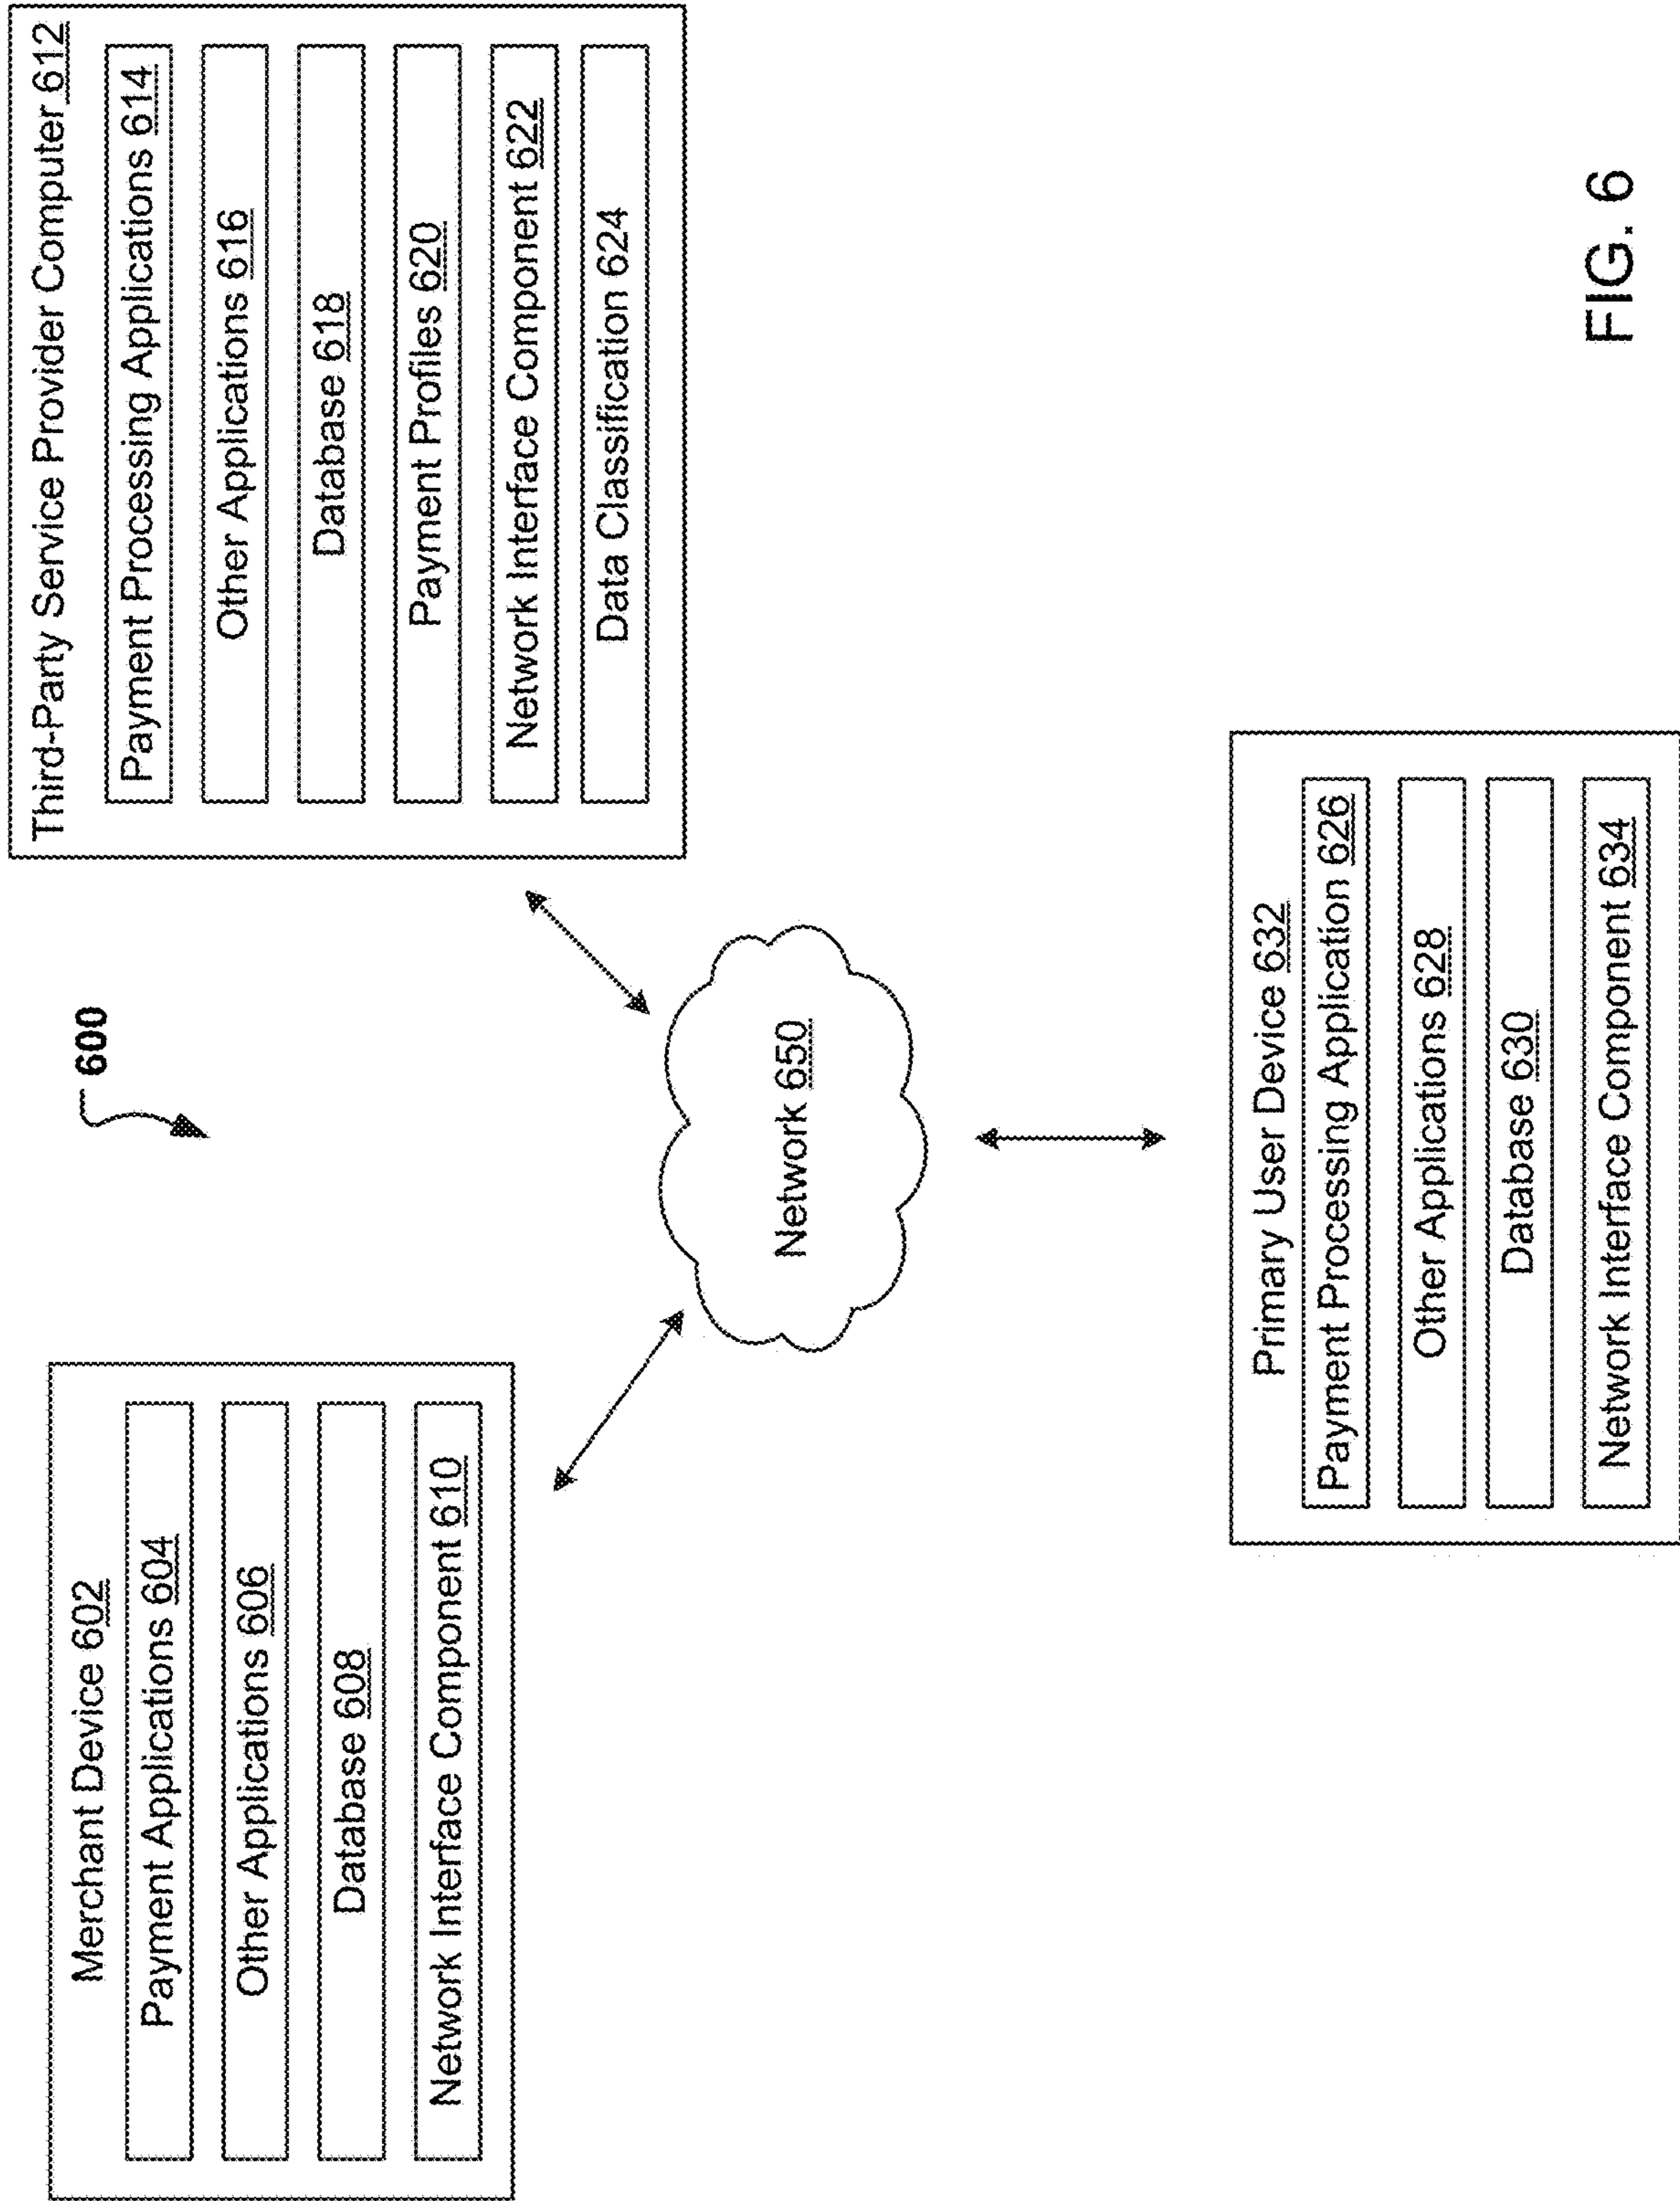 600
Merchant Device 602
Payment Applications 604
Other Applications 606
Database 608
Network Interface Component 610
Third-Party Service Provider Computer 612
Payment Processing Applications 614
Other Applications 616
Database 618
Payment Profiles 620
Network Interface Component 622
Data Classification 624
Network 650
Primary User Device 632
Payment Processing Application 626
Other Applications 628
Database 630
Network Interface Component 634
FIG. 6